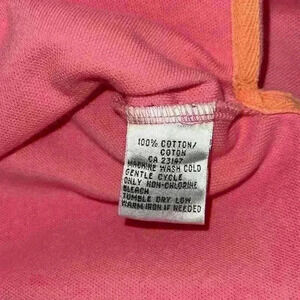 100% COTTON/
COTON
CA 23147
MACHINE WASH COLD
GENTLE CYCLE
ONLY NON-CHLORINE
BLEACH
TUMBLE DRY LOW
WARM IRON IF NEEDED